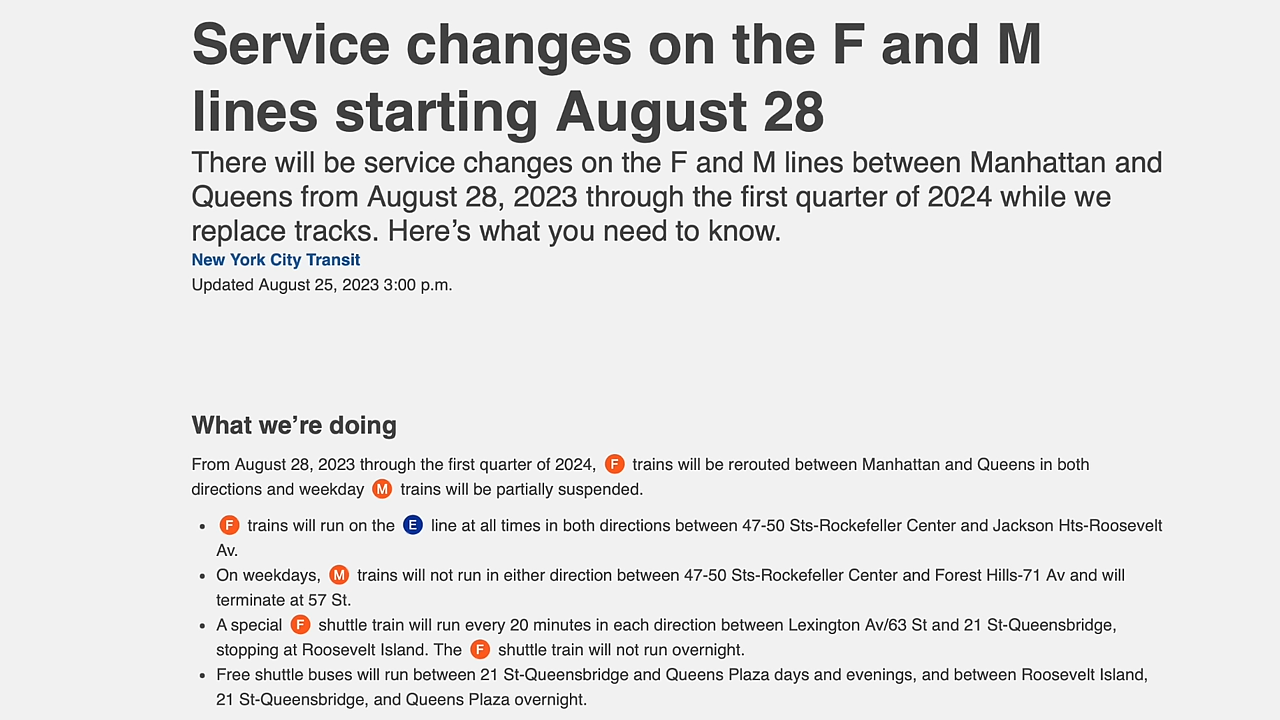 Service changes on the F and M
lines starting August 28
There will be service changes on the F and M lines between Manhattan and
Queens from August 28, 2023 through the first quarter of 2024 while we
replace tracks. Here’s what you need to know.
New York City Transit
Updated August 25, 2023 3:00 p.m.
What we’re doing
From August 28, 2023 through the first quarter of 2024, F trains will be rerouted between Manhattan and Queens in both
directions and weekday M trains will be partially suspended.
• F trains will run on the E line at all times in both directions between 47-50 Sts-Rockefeller Center and Jackson Hts-Roosevelt
Av.
• On weekdays, M trains will not run in either direction between 47-50 Sts-Rockefeller Center and Forest Hills-71 Av and will
terminate at 57 St.
• A special F shuttle train will run every 20 minutes in each direction between Lexington Av/63 St and 21 St-Queensbridge,
stopping at Roosevelt Island. The F shuttle train will not run overnight.
• Free shuttle buses will run between 21 St-Queensbridge and Queens Plaza days and evenings, and between Roosevelt Island,
21 St-Queensbridge, and Queens Plaza overnight.